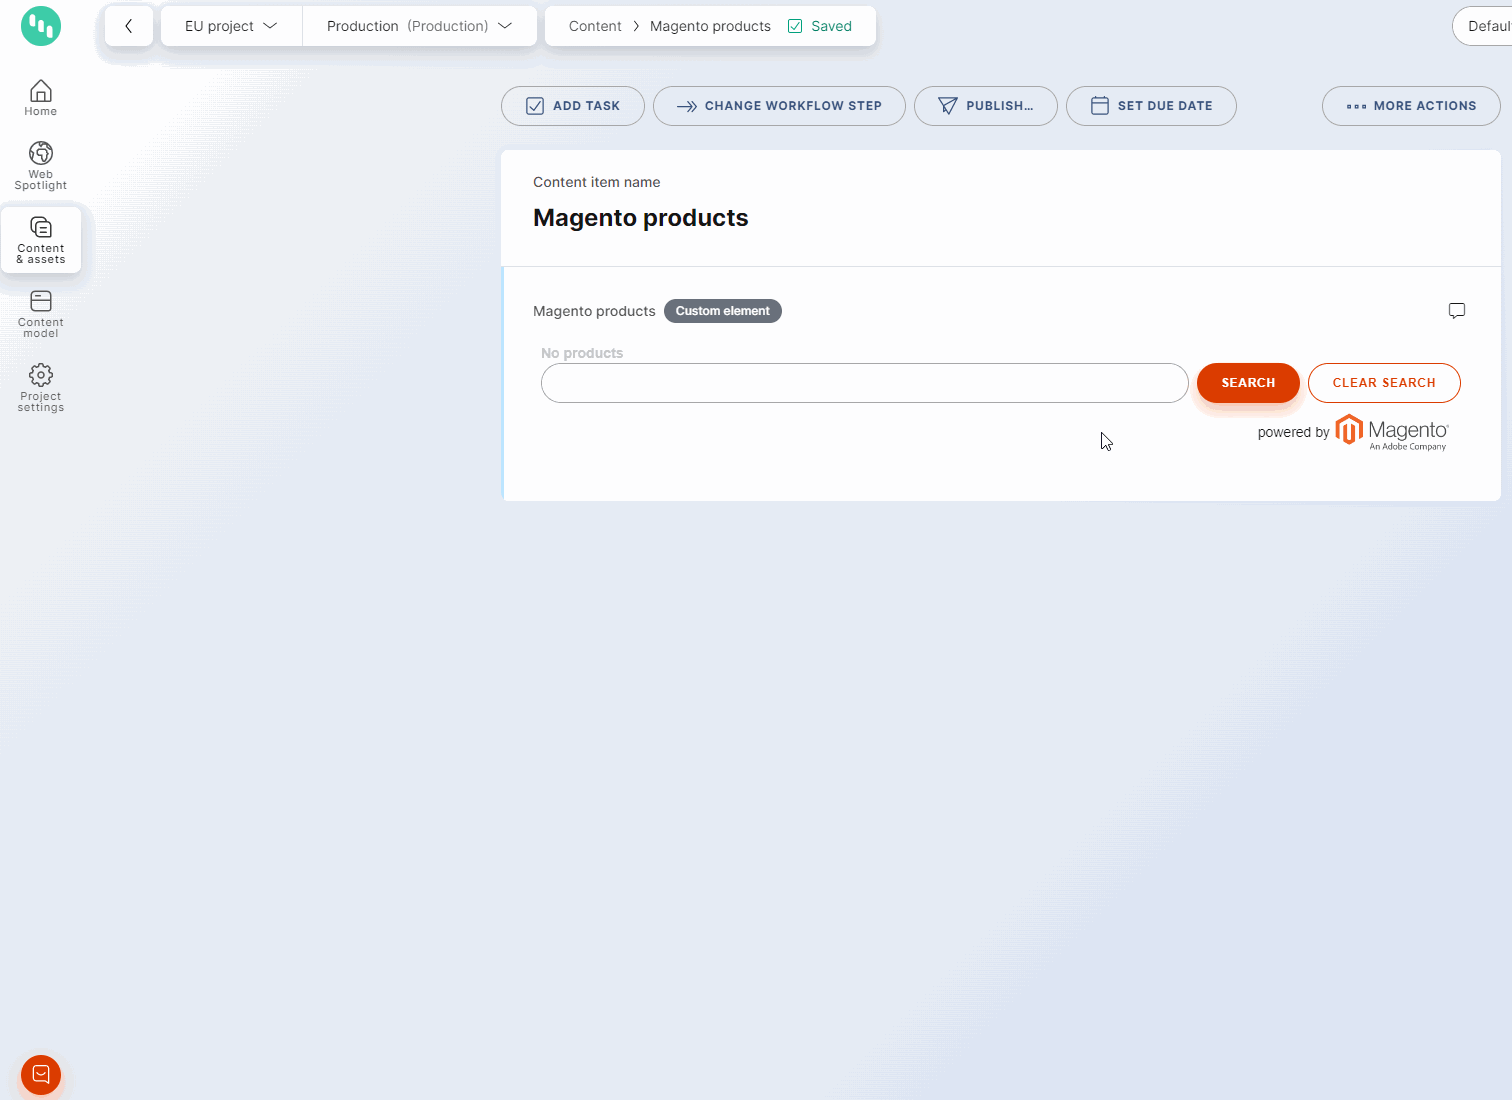 EU project
Production (Production)
Content > Magento products Saved
Home
Web
Spotlight
Content
& assets
Content
model
Project
settings
ADD TASK
CHANGE WORKFLOW STEP
PUBLISH…
SET DUE DATE
MORE ACTIONS
Content item name
Magento products
Magento products Custom element
No products
SEARCH
CLEAR SEARCH
powered by Magento
An Adobe Company